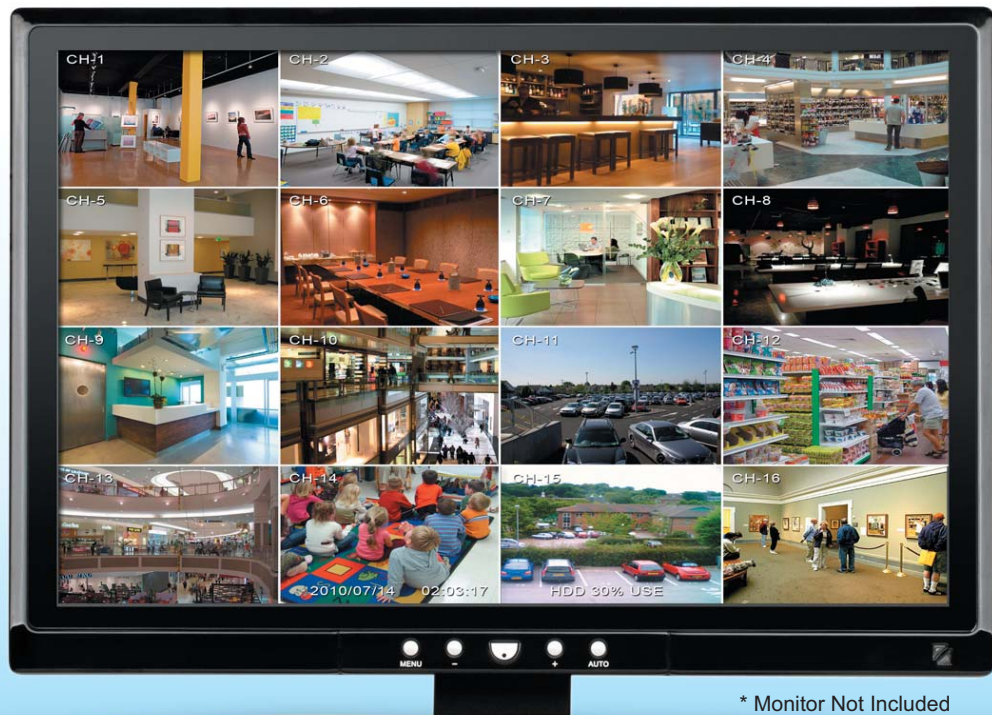 CH-1 CH-2 CH-3 CH-4
CH-5 CH-6 CH-7 CH-8
CH-9 CH-10 CH-11 CH-12
CH-13 CH-14 CH-15 CH-16
2010/07/14 02:03:17 HDD 30% USE
MENU - + AUTO
* Monitor Not Included